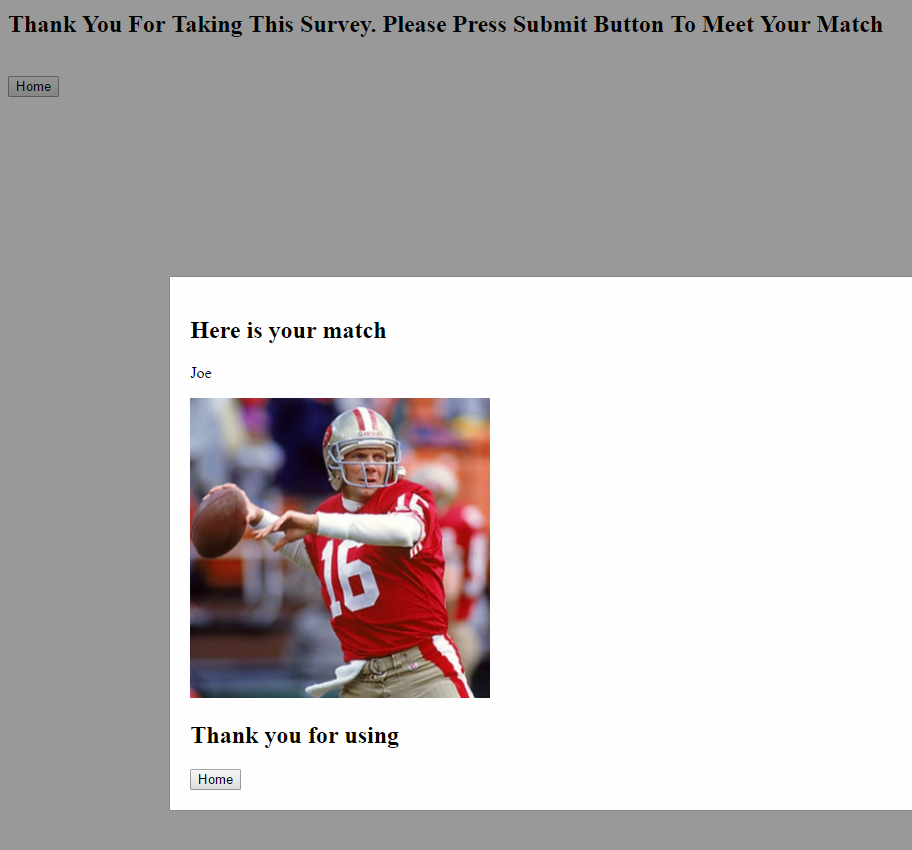 Thank You For Taking This Survey. Please Press Submit Button To Meet Your Match
Home
Here is your match
Joe
16
16
Thank you for using
Home